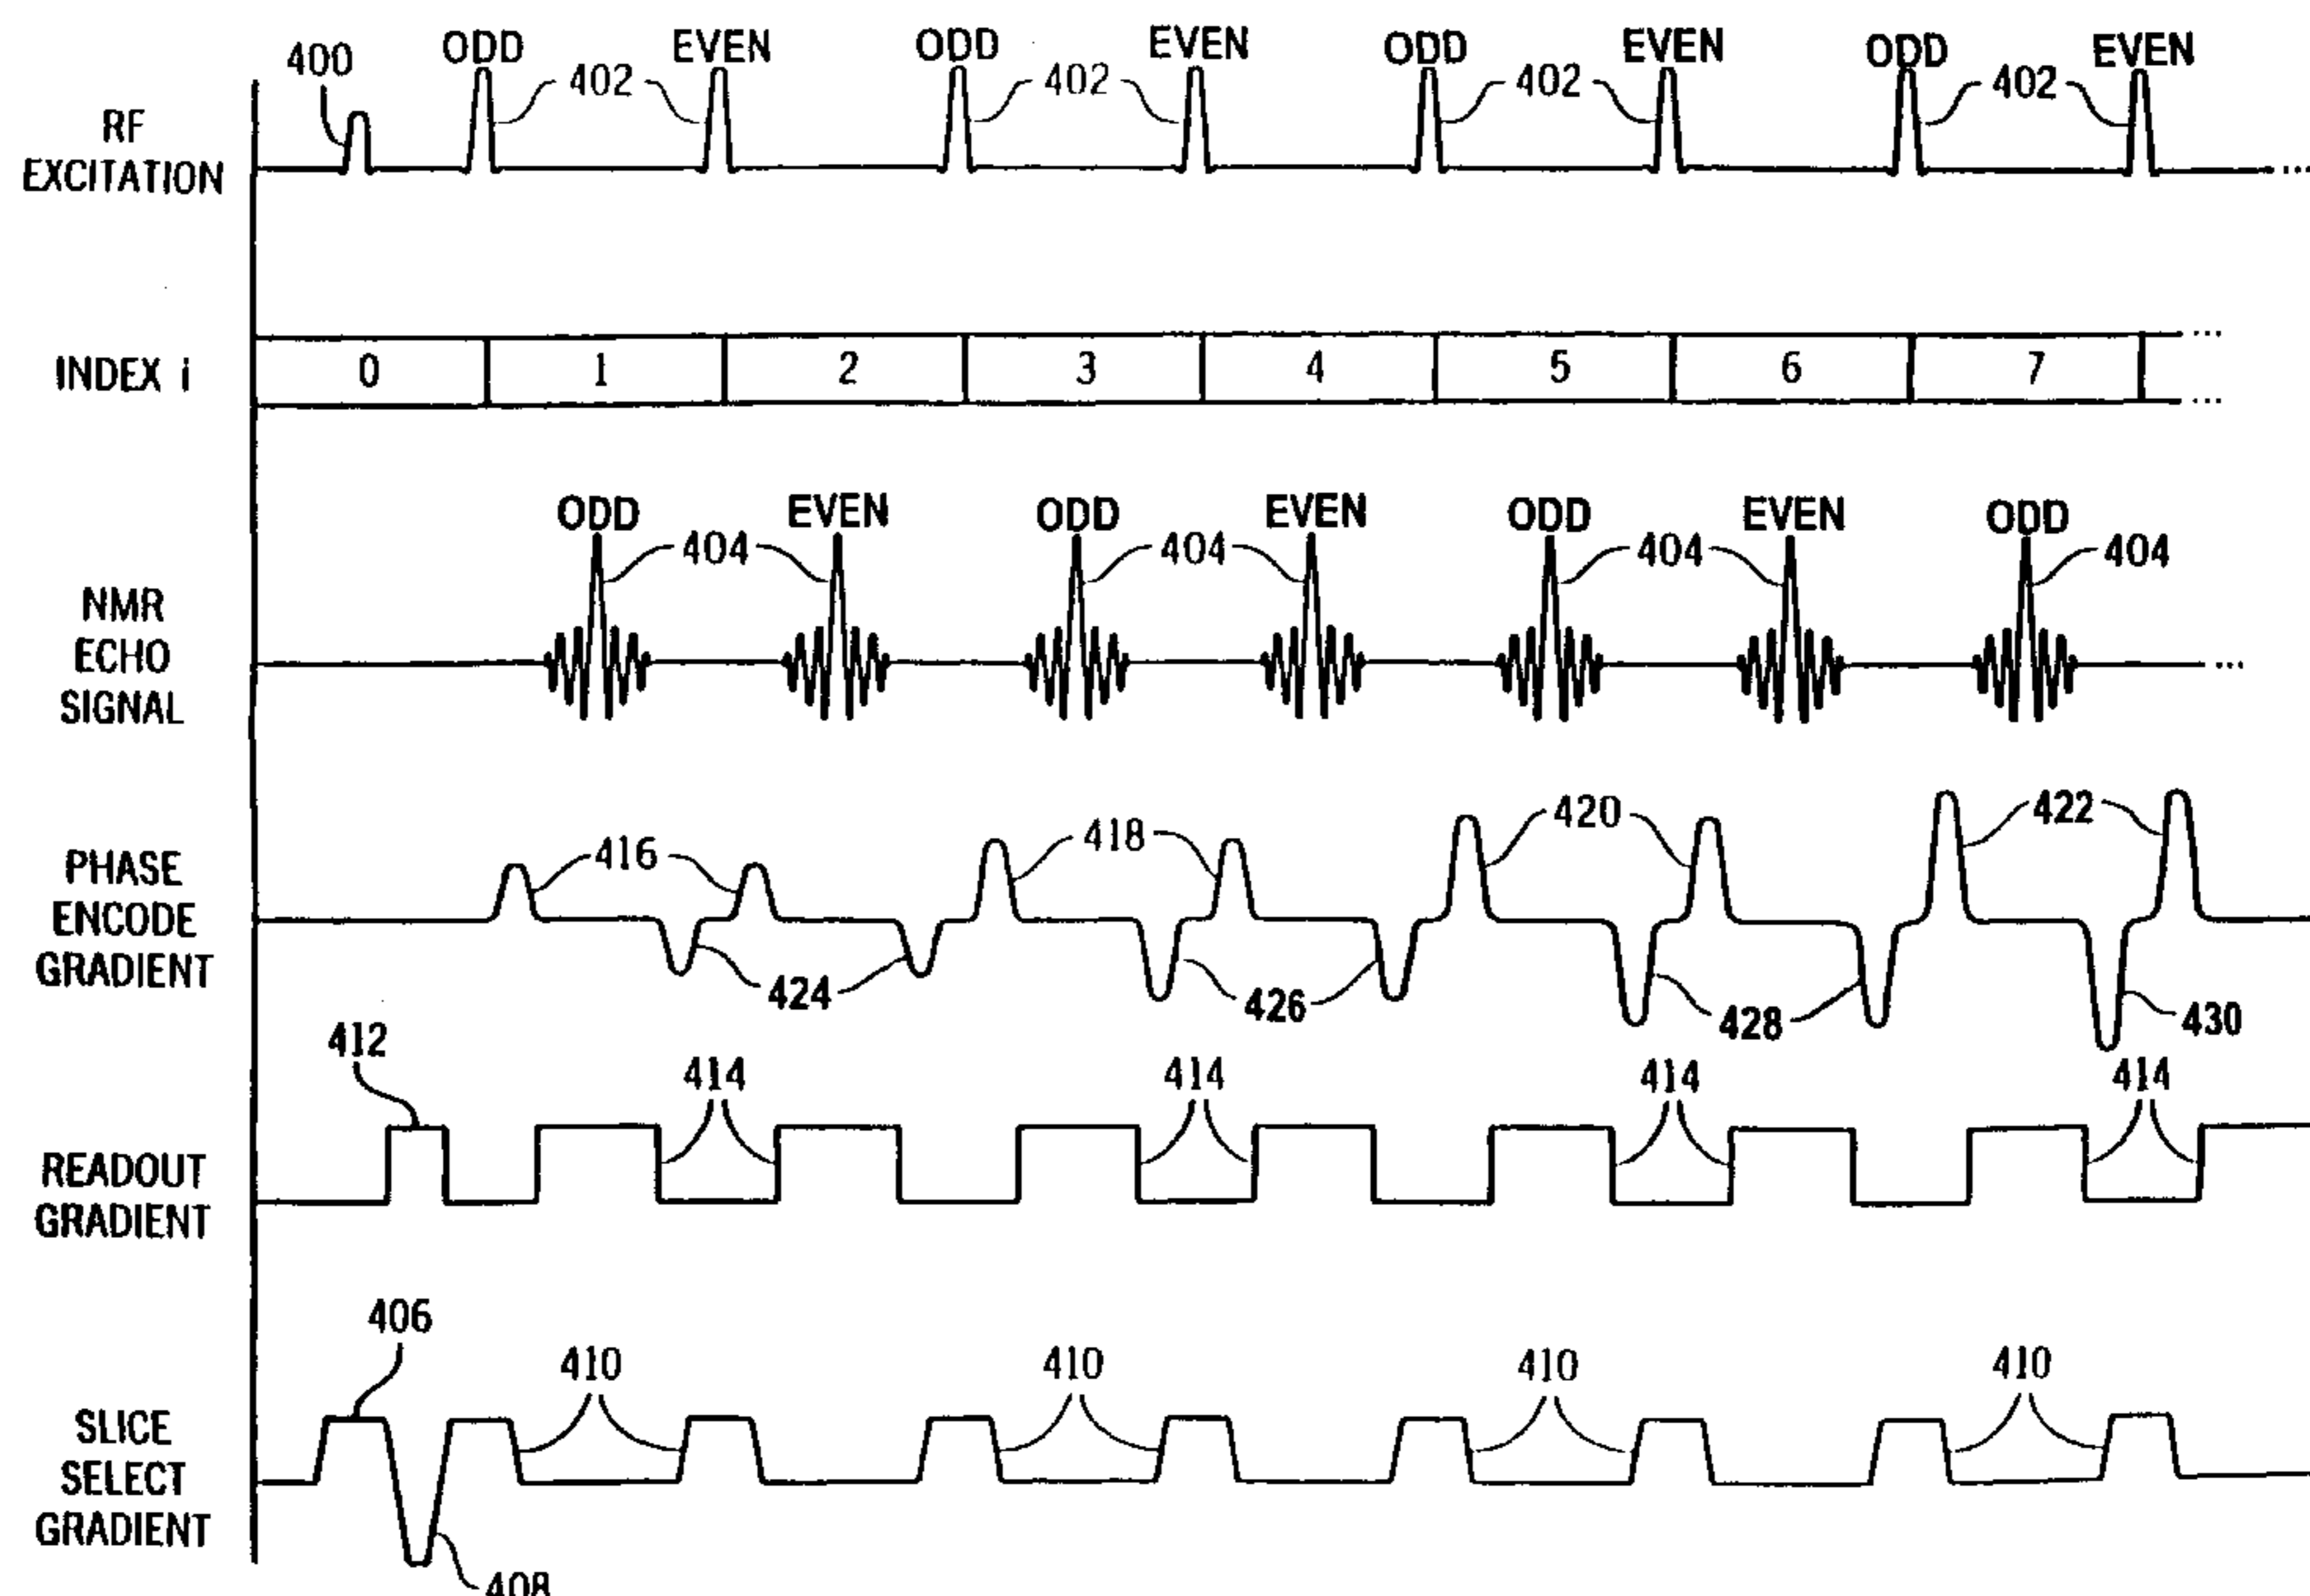 400
ODD
402
EVEN
ODD
402
EVEN
ODD
402
EVEN
ODD
402
EVEN
RF
EXCITATION
...
INDEX i
0
1
2
3
4
5
6
7
...
...
ODD
404
EVEN
ODD
404
EVEN
ODD
404
EVEN
ODD
404
NMR
ECHO
SIGNAL
...
416
418
420
422
PHASE
ENCODE
GRADIENT
424
426
428
430
412
414
414
414
414
READOUT
GRADIENT
406
410
410
410
410
SLICE
SELECT
GRADIENT
408